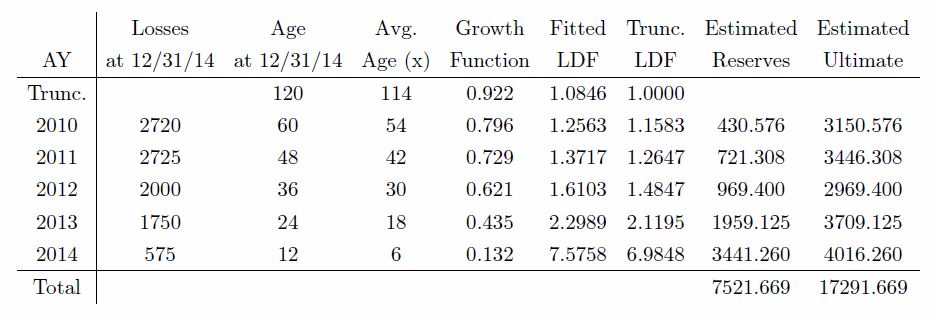 Losses Age Avg. Growth Fitted Trunc. Estimated Estimated
AY at 12/31/14 at 12/31/14 Age (x) Function LDF LDF Reserves Ultimate
Trunc. 120 114 0.922 1.0846 1.0000
2010 2720 60 54 0.796 1.2563 1.1583 430.576 3150.576
2011 2725 48 42 0.729 1.3717 1.2647 721.308 3446.308
2012 2000 36 30 0.621 1.6103 1.4847 969.400 2969.400
2013 1750 24 18 0.435 2.2989 2.1195 1959.125 3709.125
2014 575 12 6 0.132 7.5758 6.9848 3441.260 4016.260
Total 7521.669 17291.669